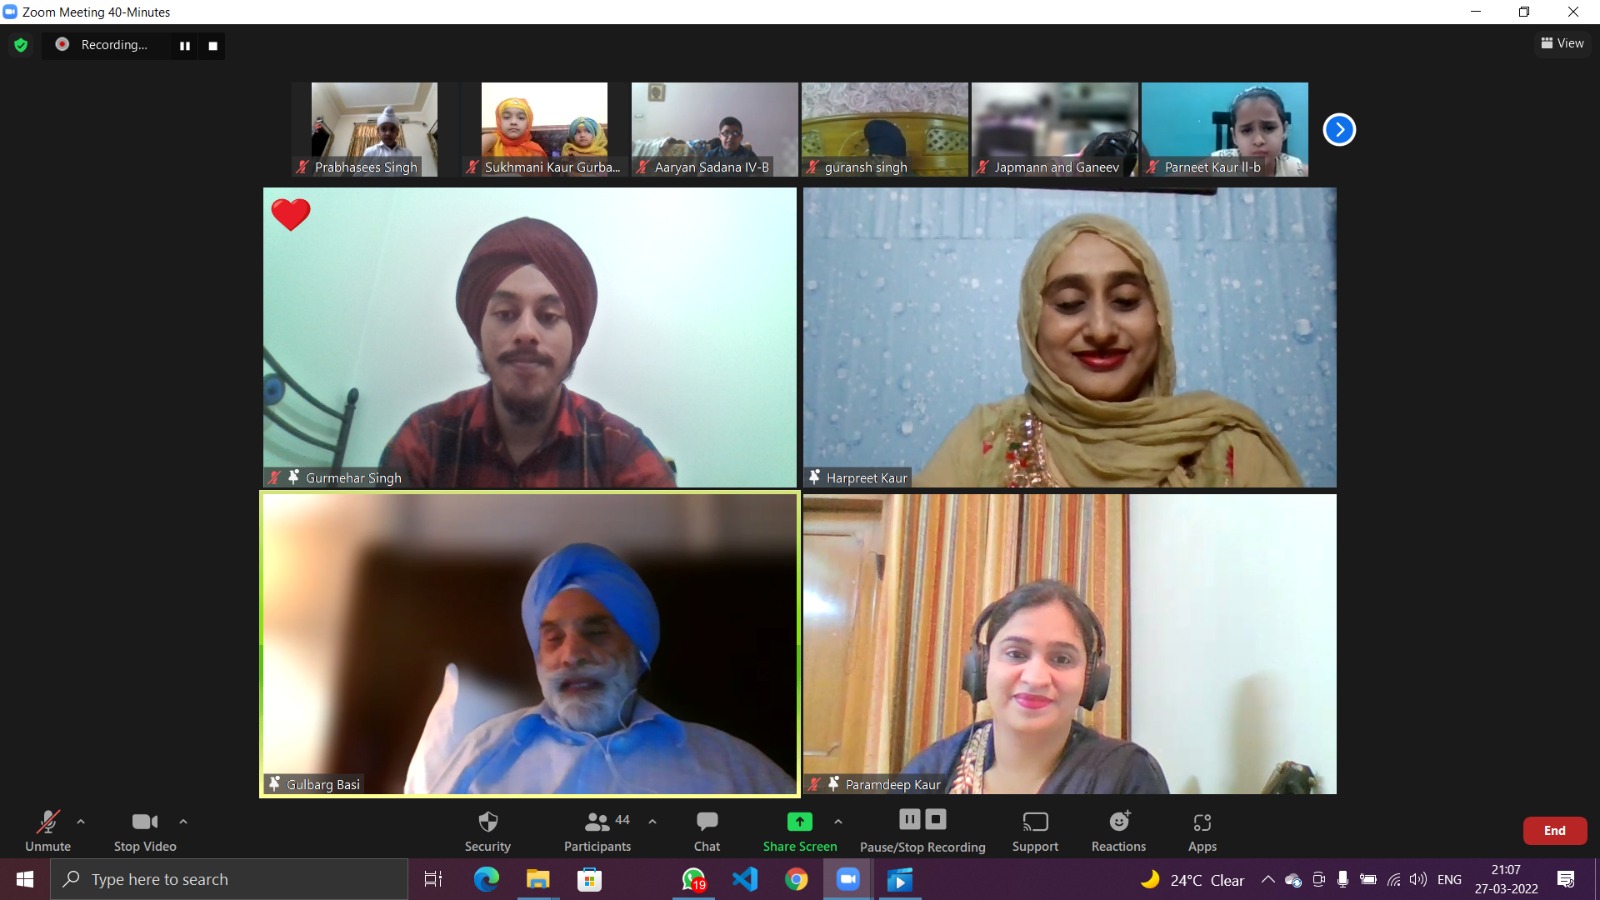 Zoom Meeting 40-Minutes
Recording...
View
Prabhasees Singh
Sukhmani Kaur Gurba...
Aaryan Sadana IV-B
guransh singh
Japmann and Ganeev
Parneet Kaur II-b
Gurmehar Singh
Harpreet Kaur
Gulbarg Basi
Paramdeep Kaur
44
Unmute
Stop Video
Security
Participants
Chat
Share Screen
Pause/Stop Recording
Support
Reactions
Apps
End
Type here to search
19
24°C Clear
ENG
21:07
27-03-2022